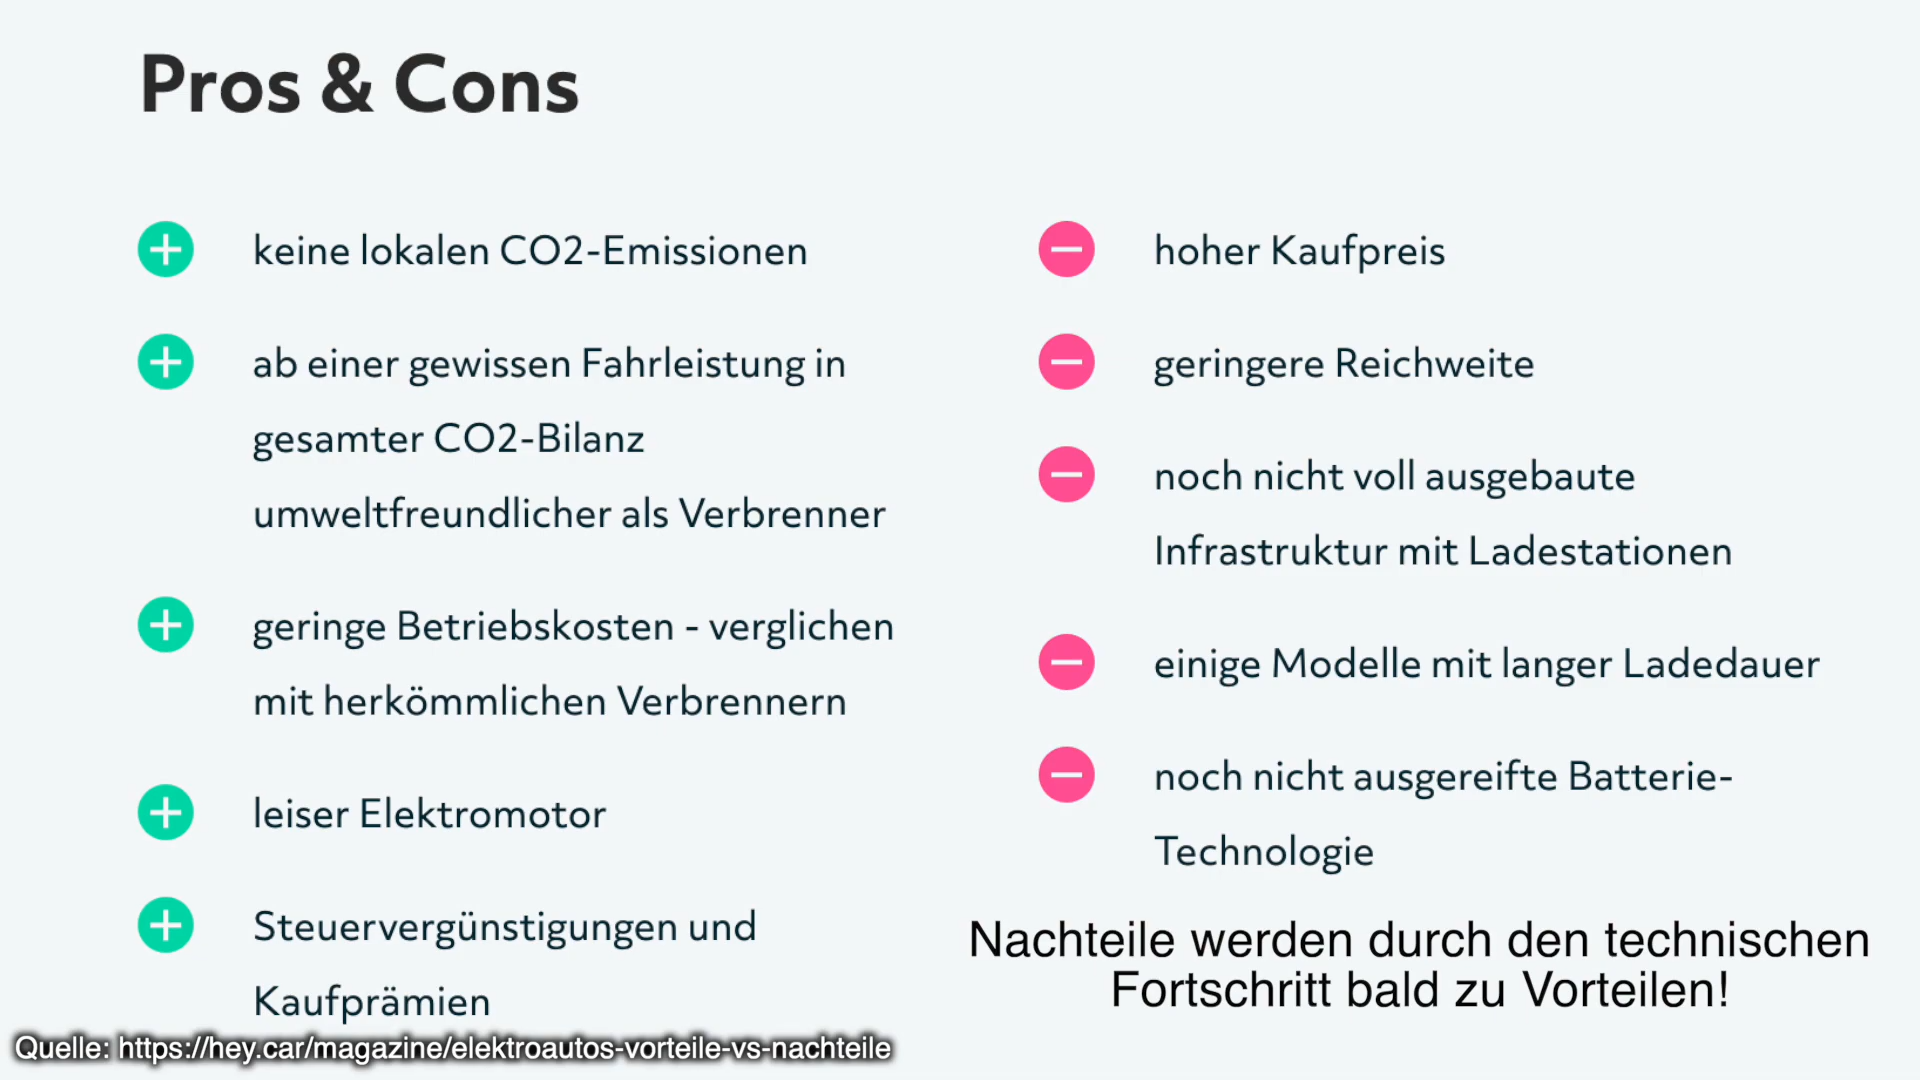 Pros & Cons
keine lokalen CO2-Emissionen
ab einer gewissen Fahrleistung in
gesamter CO2-Bilanz
umweltfreundlicher als Verbrenner
geringe Betriebskosten - verglichen
mit herkömmlichen Verbrennern
leiser Elektromotor
Steuervergünstigungen und
Kaufprämien
hoher Kaufpreis
geringere Reichweite
noch nicht voll ausgebaute
Infrastruktur mit Ladestationen
einige Modelle mit langer Ladedauer
noch nicht ausgereifte Batterie-
Technologie
Nachteile werden durch den technischen
Fortschritt bald zu Vorteilen!
Quelle: https://hey.car/magazine/elektroautos-vorteile-vs-nachteile